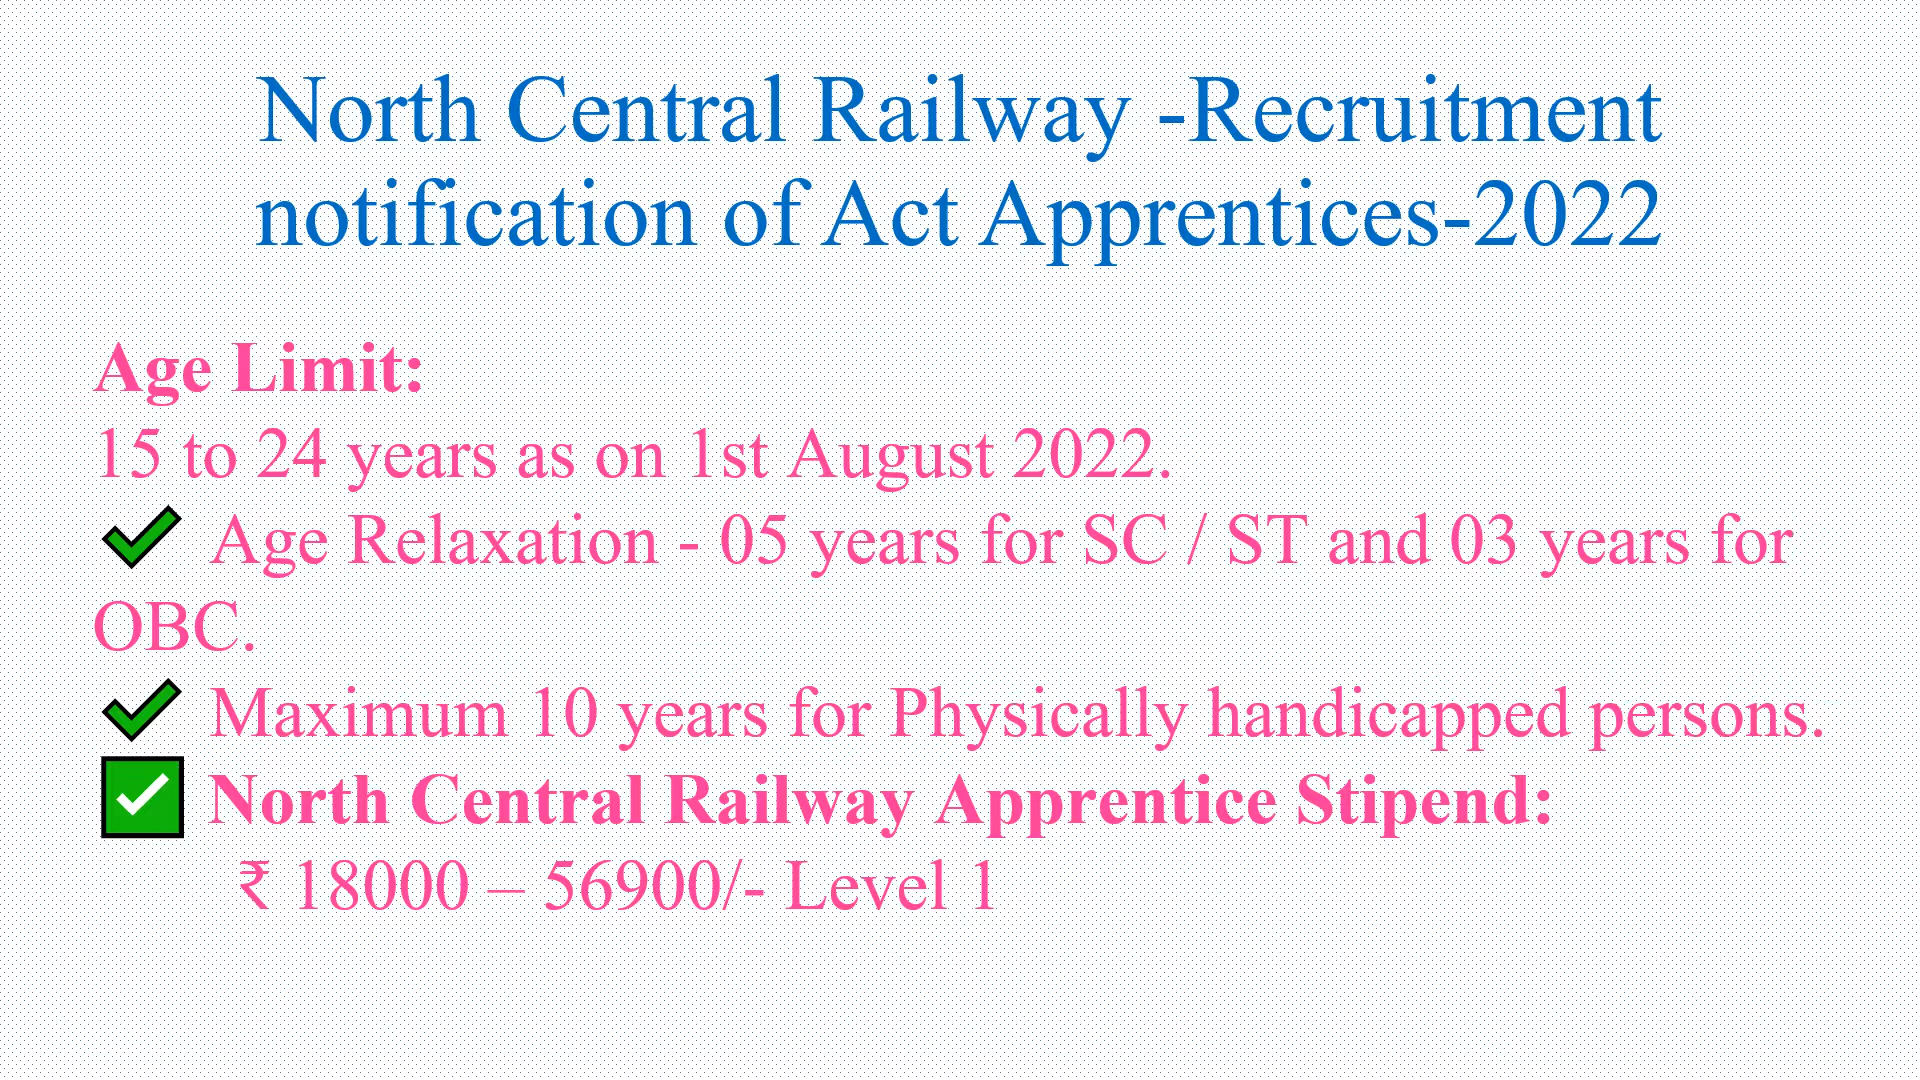 North Central Railway -Recruitment
notification of Act Apprentices-2022
Age Limit:
15 to 24 years as on 1st August 2022.
✔ Age Relaxation - 05 years for SC / ST and 03 years for
OBC.
✔ Maximum 10 years for Physically handicapped persons.
✅ North Central Railway Apprentice Stipend:
₹ 18000 – 56900/- Level 1